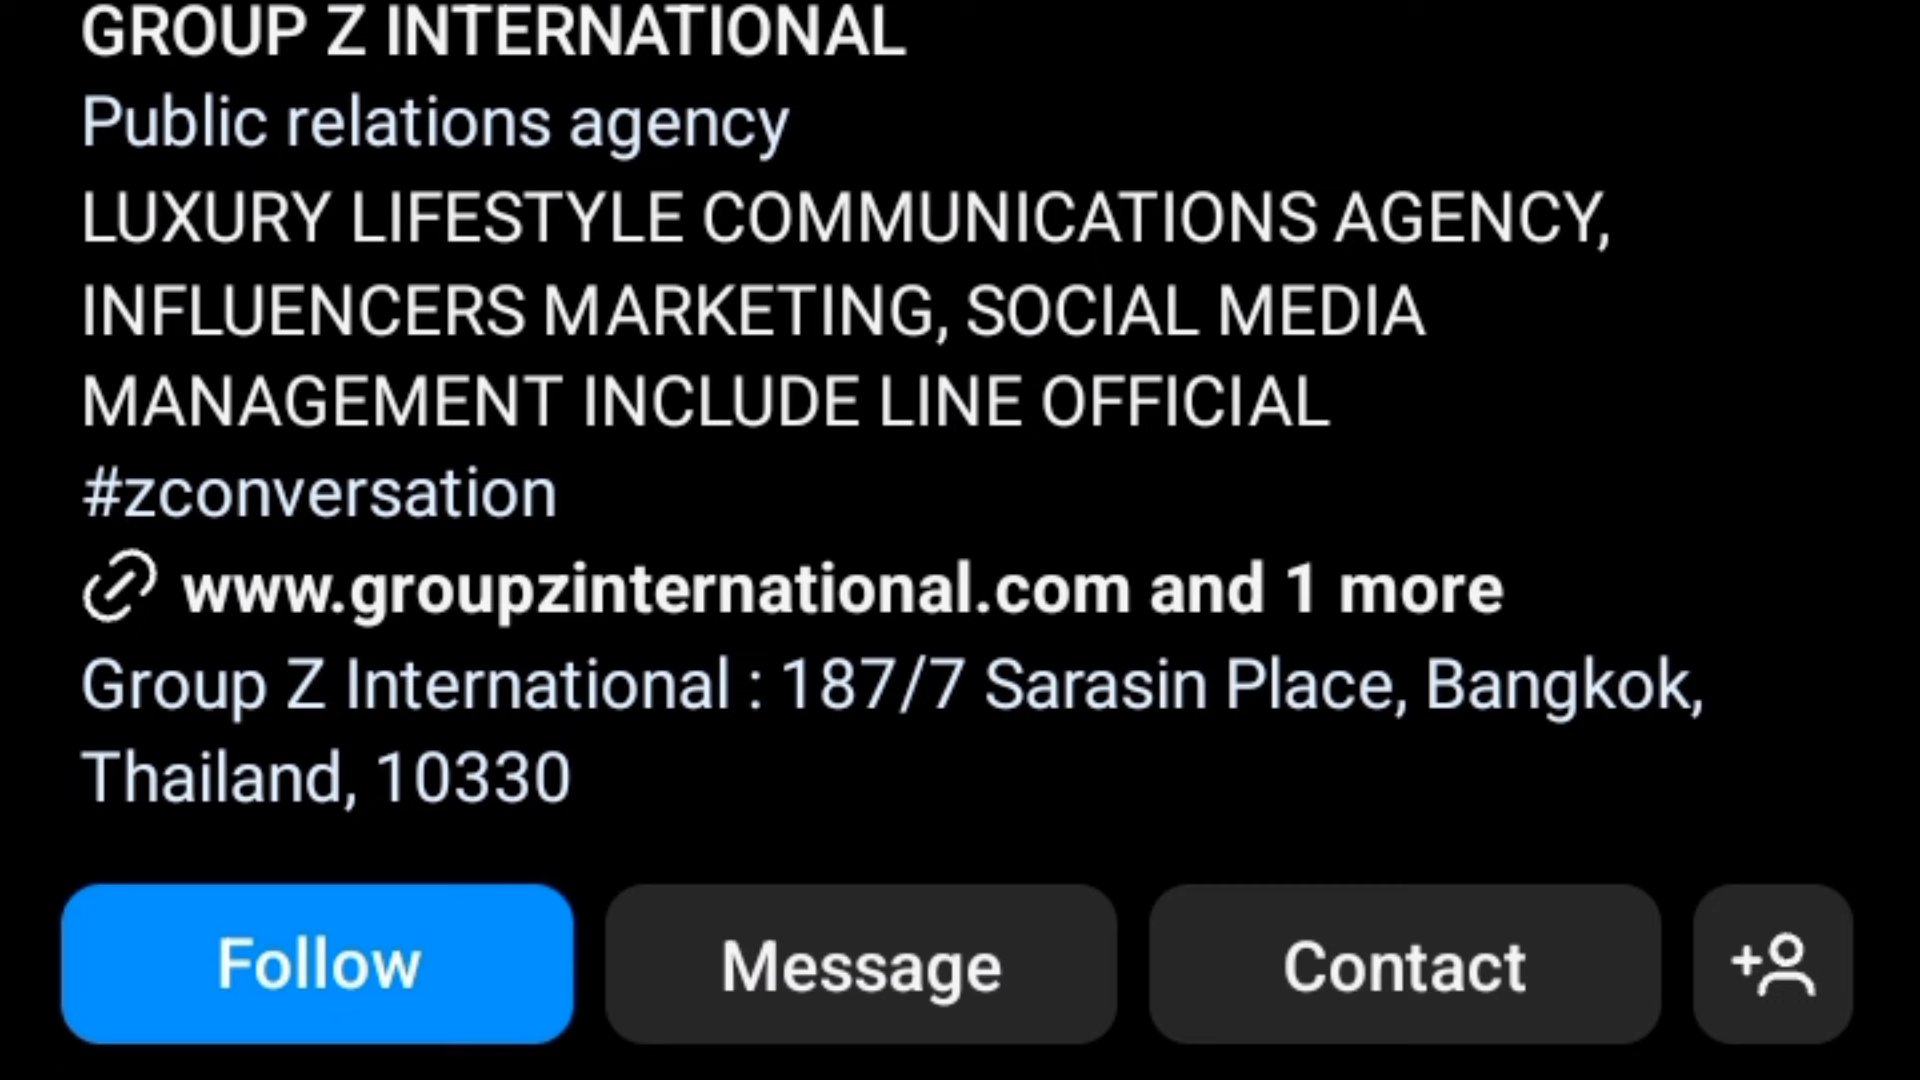 GROUP Z INTERNATIONAL
Public relations agency
LUXURY LIFESTYLE COMMUNICATIONS AGENCY,
INFLUENCERS MARKETING, SOCIAL MEDIA
MANAGEMENT INCLUDE LINE OFFICIAL
#zconversation
www.groupzinternational.com and 1 more
Group Z International : 187/7 Sarasin Place, Bangkok,
Thailand, 10330
Follow Message Contact